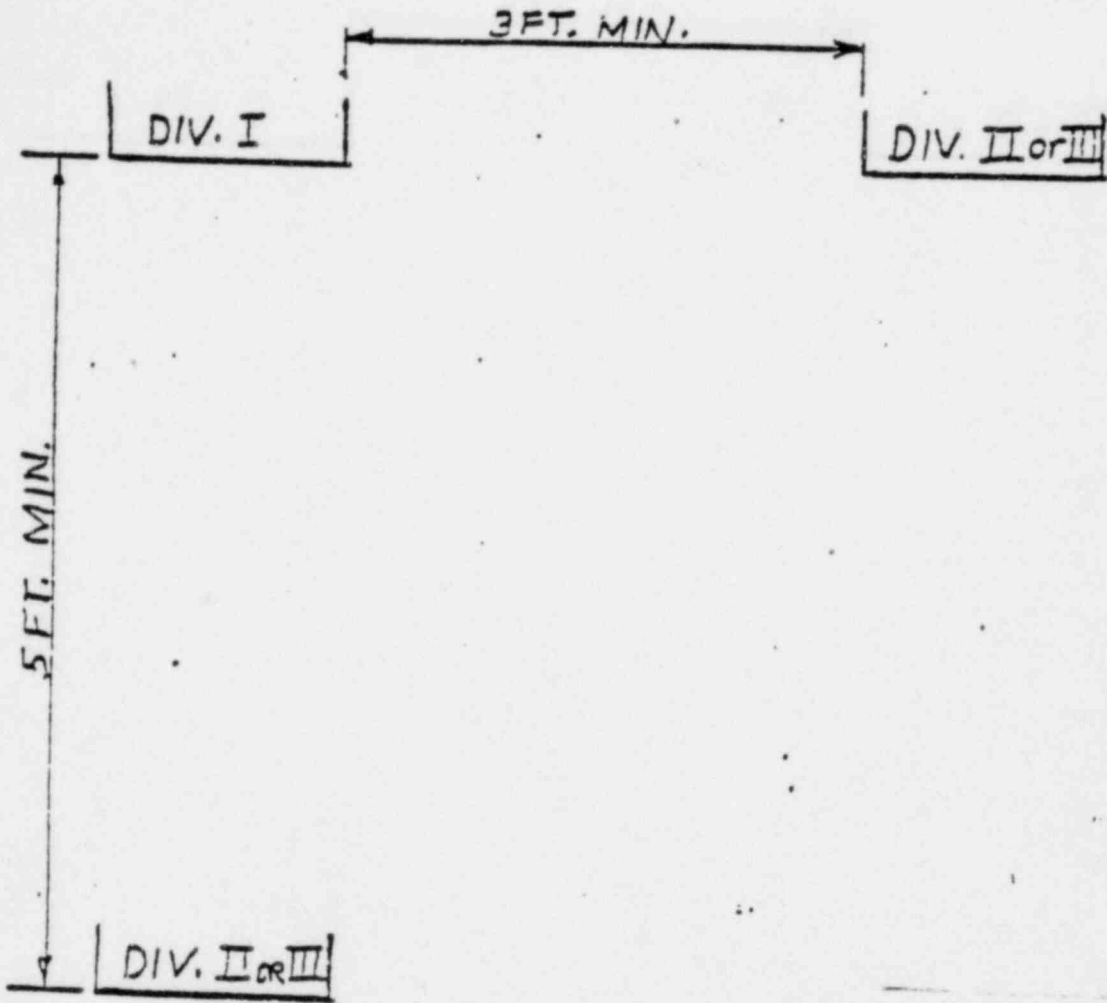 3FT. MIN.
DIV. I
DIV. II or III
5FT. MIN.
DIV. II OR III